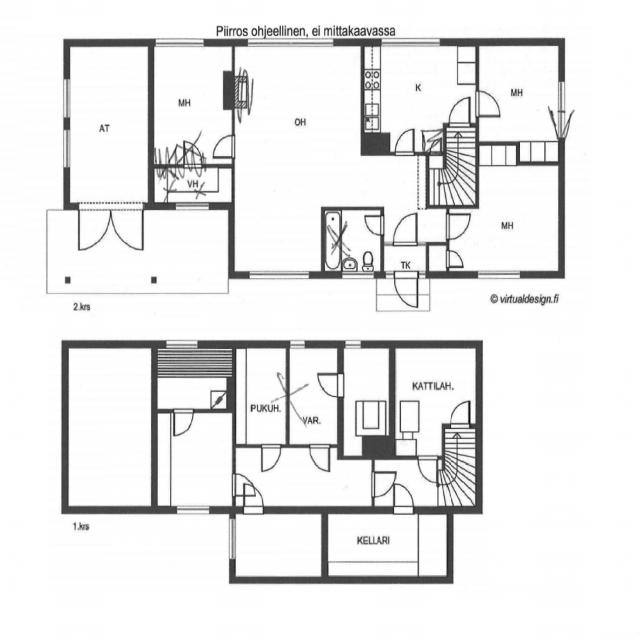 Piirros ohjeellinen, ei mittakaavassa
K
MH
MH
AT
OH
VH
MH
TK
© virtualdesign.fi
2.krs
KATTILAH.
PUKUH.
VAR.
1.krs
KELLARI